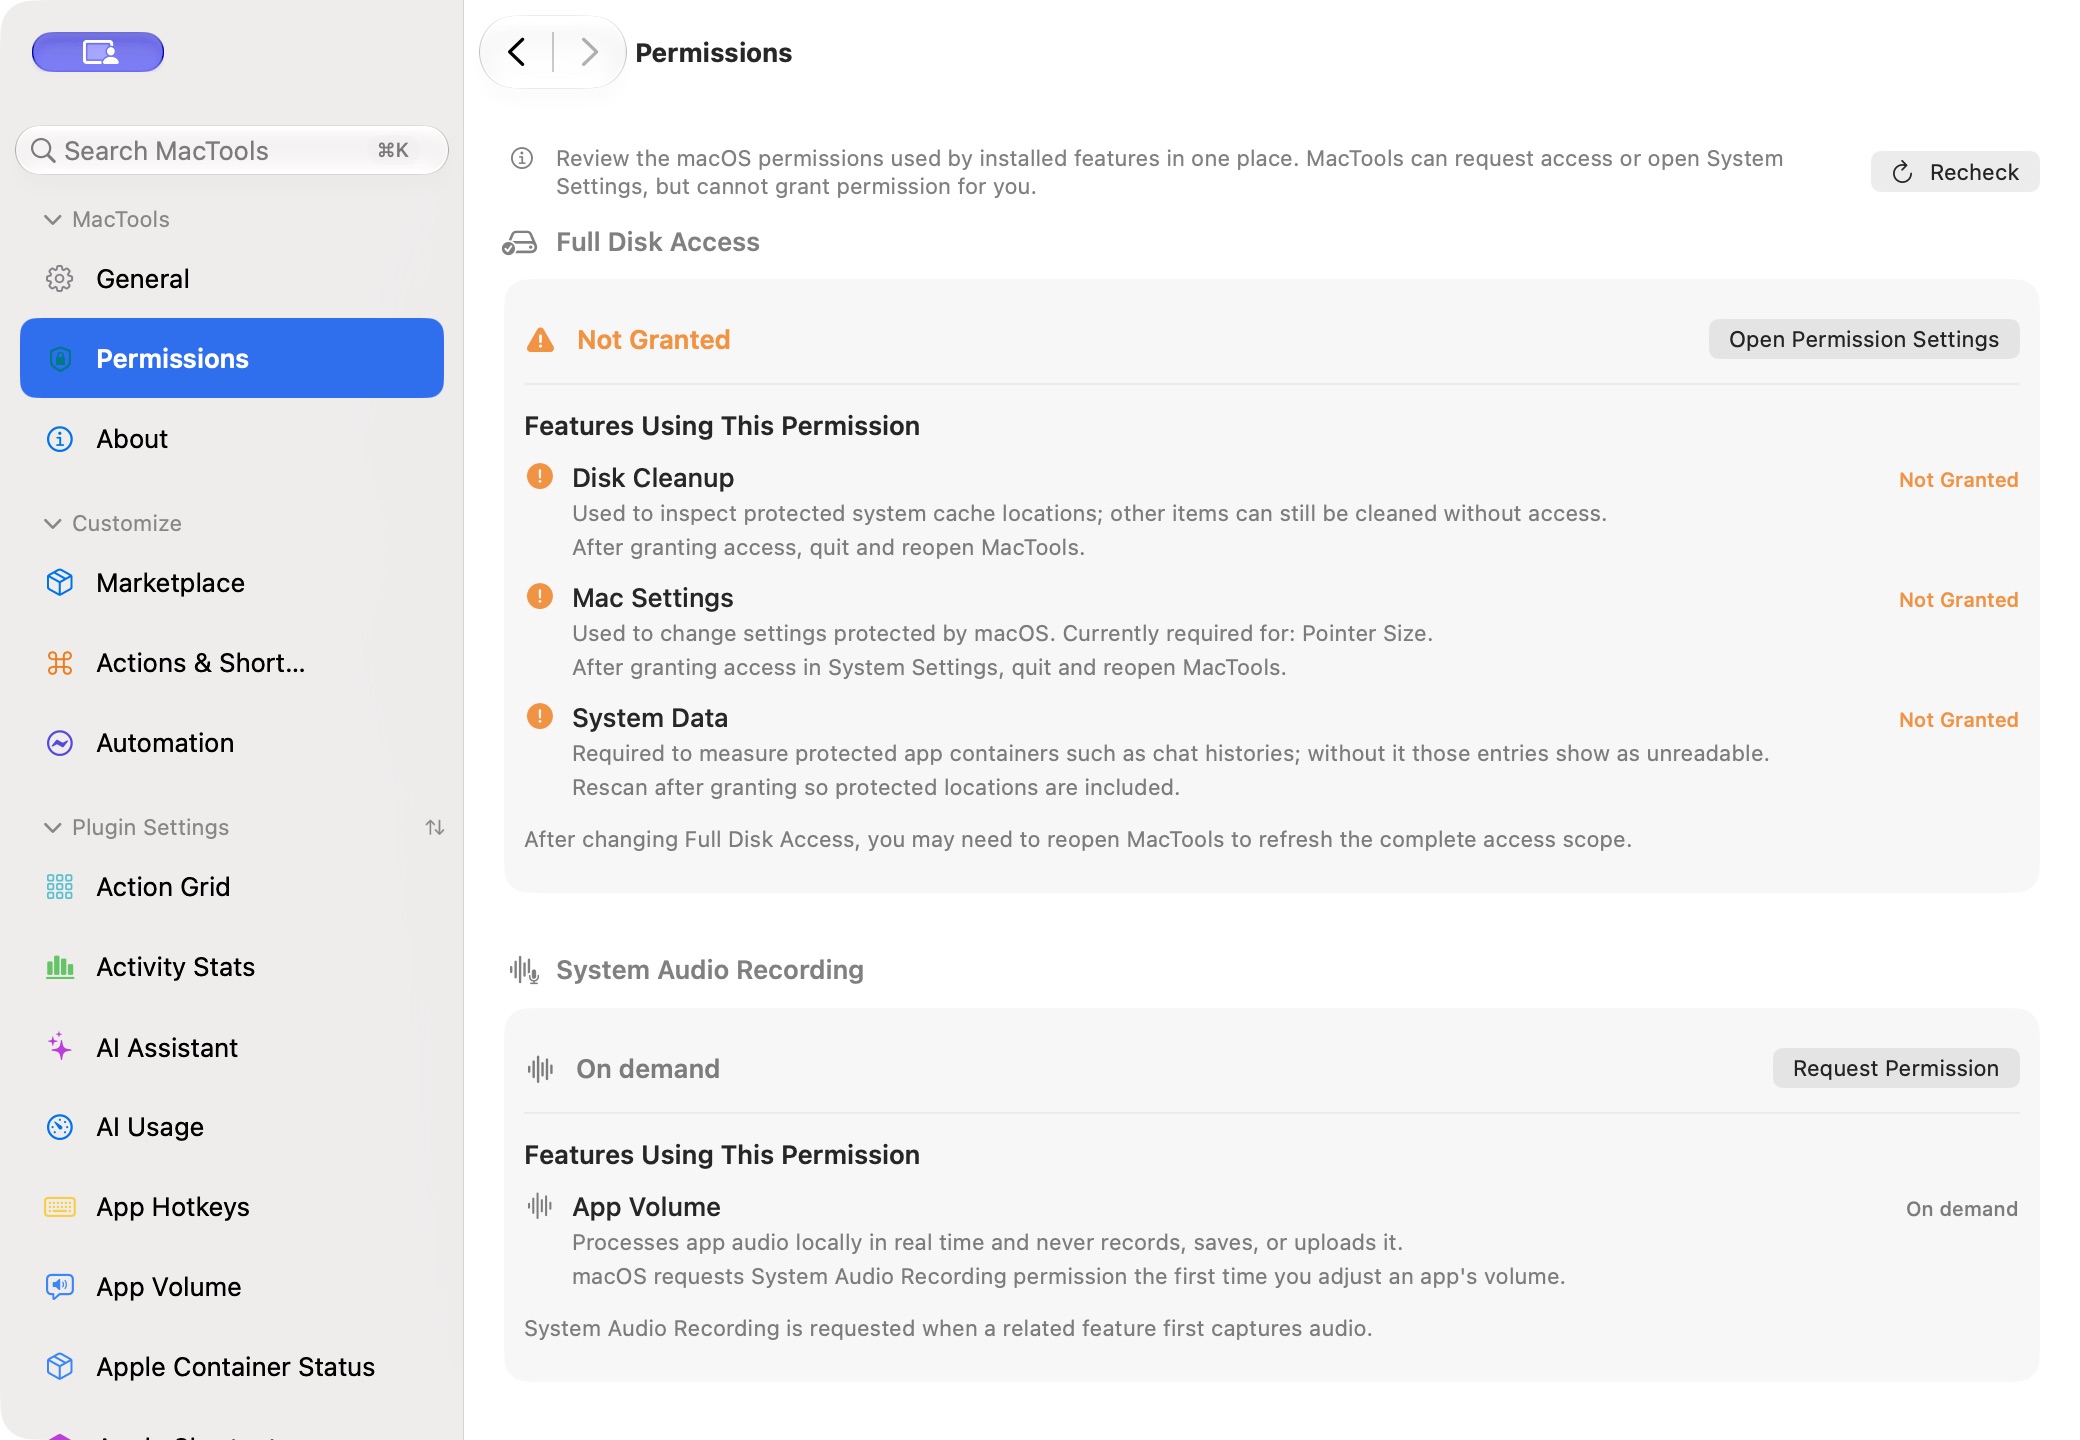 Search MacTools ⌘K
MacTools
General
Permissions
About
Customize
Marketplace
Actions & Short...
Automation
Plugin Settings
Action Grid
Activity Stats
AI Assistant
AI Usage
App Hotkeys
App Volume
Apple Container Status
Permissions
Review the macOS permissions used by installed features in one place. MacTools can request access or open System
Settings, but cannot grant permission for you.
Recheck
Full Disk Access
Not Granted
Open Permission Settings
Features Using This Permission
Disk Cleanup
Not Granted
Used to inspect protected system cache locations; other items can still be cleaned without access.
After granting access, quit and reopen MacTools.
Mac Settings
Not Granted
Used to change settings protected by macOS. Currently required for: Pointer Size.
After granting access in System Settings, quit and reopen MacTools.
System Data
Not Granted
Required to measure protected app containers such as chat histories; without it those entries show as unreadable.
Rescan after granting so protected locations are included.
After changing Full Disk Access, you may need to reopen MacTools to refresh the complete access scope.
System Audio Recording
On demand
Request Permission
Features Using This Permission
App Volume
On demand
Processes app audio locally in real time and never records, saves, or uploads it.
macOS requests System Audio Recording permission the first time you adjust an app's volume.
System Audio Recording is requested when a related feature first captures audio.